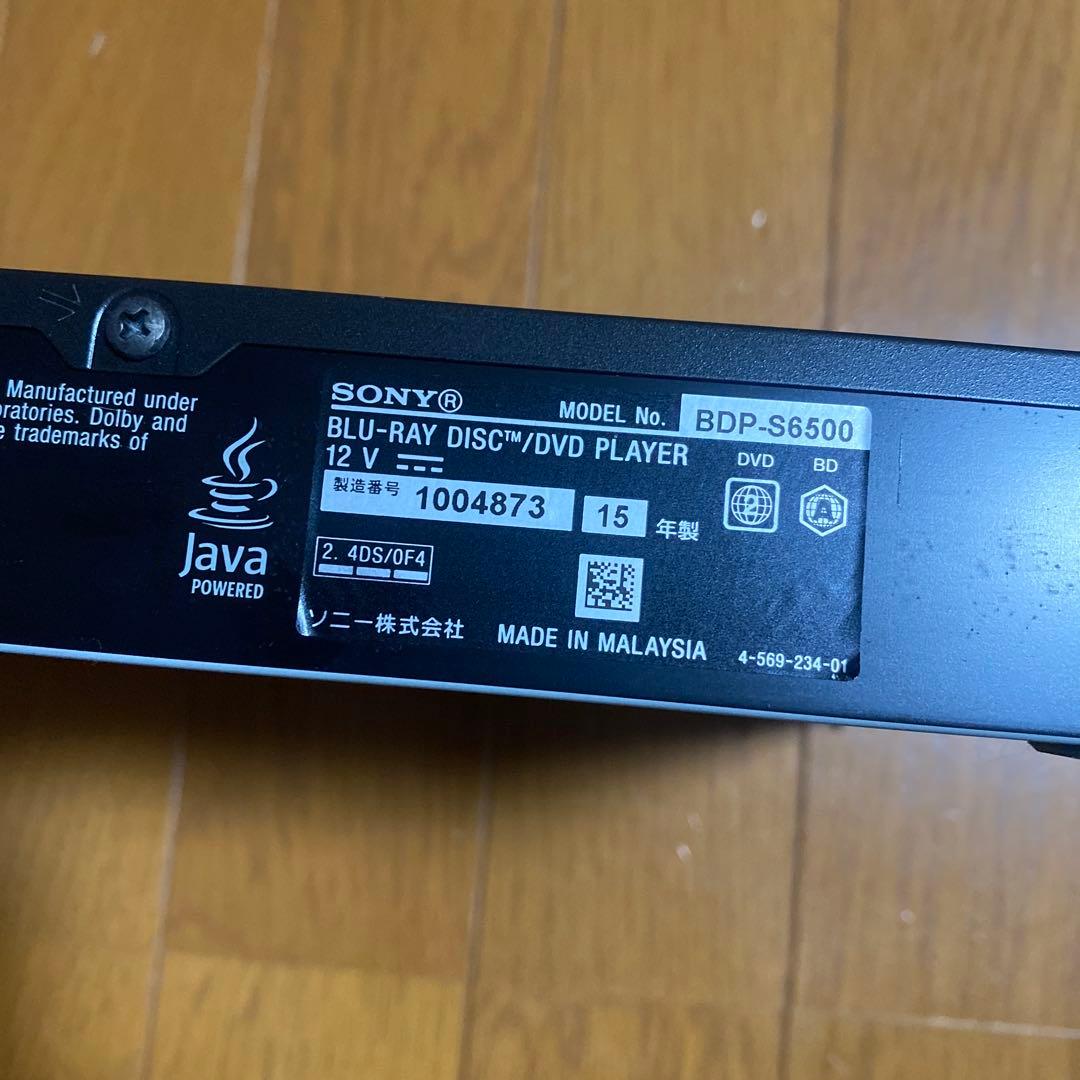 Manufactured under
oratories. Dolby and
e trademarks of
Java
POWERED
SONY®
MODEL No. BDP-S6500
BLU-RAY DISC™/DVD PLAYER
12 V
DVD BD
2 A
製造番号 1004873 15 年製
2. 4DS/0F4
ソニー株式会社 MADE IN MALAYSIA 4-569-234-01